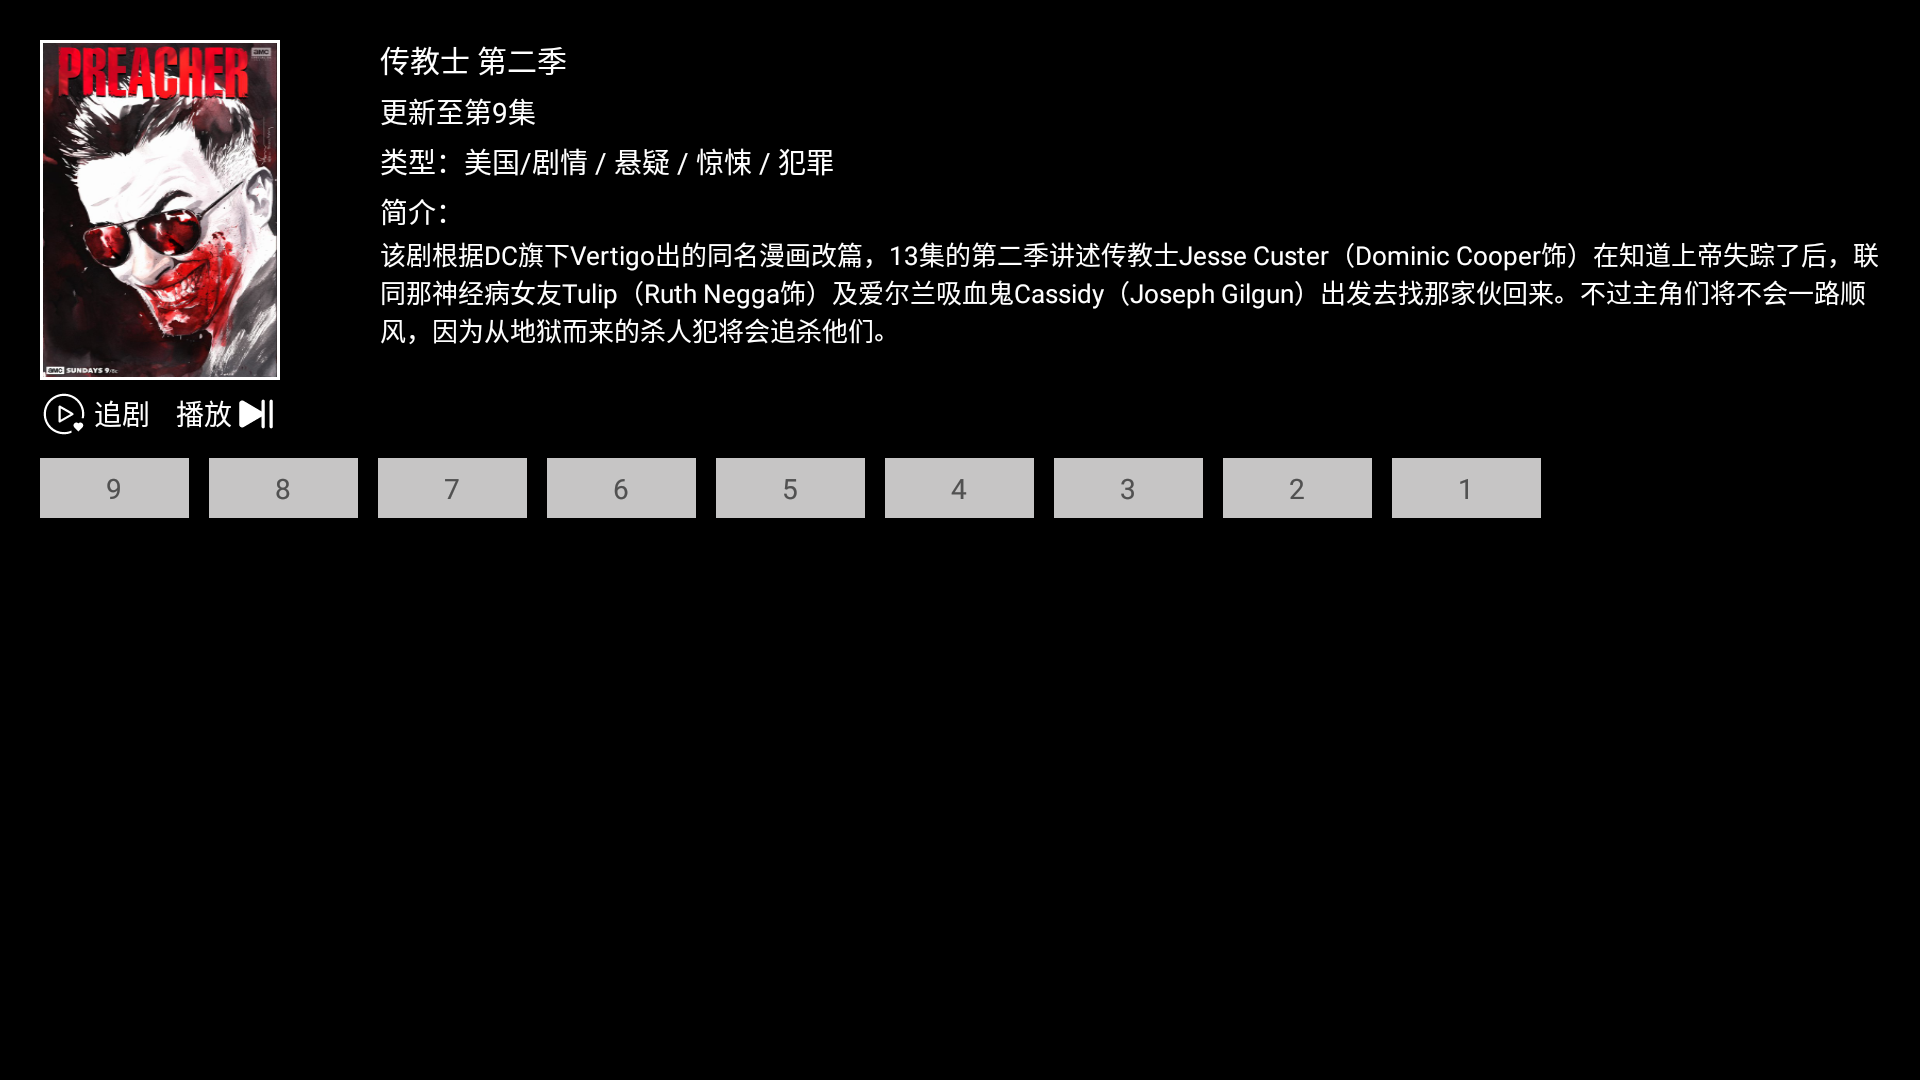 PREACHER
amc
amc SUNDAYS 9/8c
传教士 第二季
更新至第9集
类型：美国/剧情 / 悬疑 / 惊悚 / 犯罪
简介：
该剧根据DC旗下Vertigo出的同名漫画改篇，13集的第二季讲述传教士Jesse Custer（Dominic Cooper饰）在知道上帝失踪了后，联
同那神经病女友Tulip（Ruth Negga饰）及爱尔兰吸血鬼Cassidy（Joseph Gilgun）出发去找那家伙回来。不过主角们将不会一路顺
风，因为从地狱而来的杀人犯将会追杀他们。
追剧 播放
9 8 7 6 5 4 3 2 1